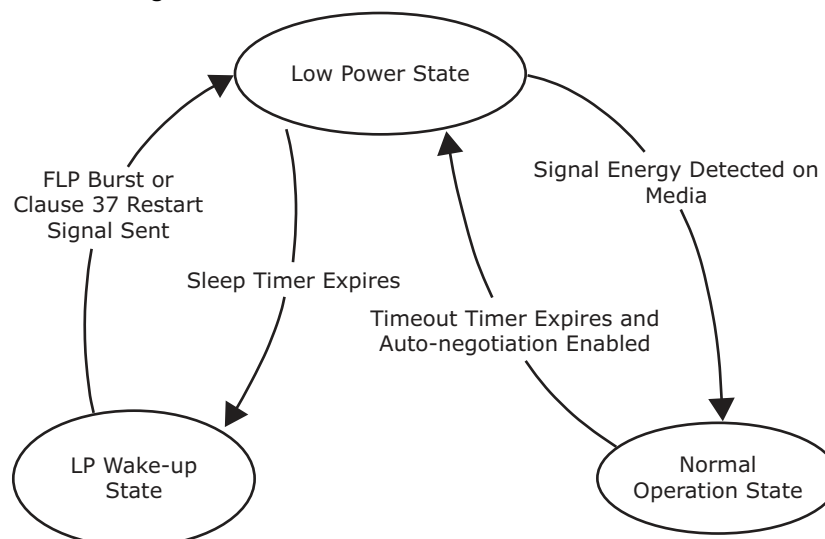 Low Power State
FLP Burst or
Clause 37 Restart
Signal Sent
Signal Energy Detected on
Media
Sleep Timer Expires
Timeout Timer Expires and
Auto-negotiation Enabled
LP Wake-up
State
Normal
Operation State